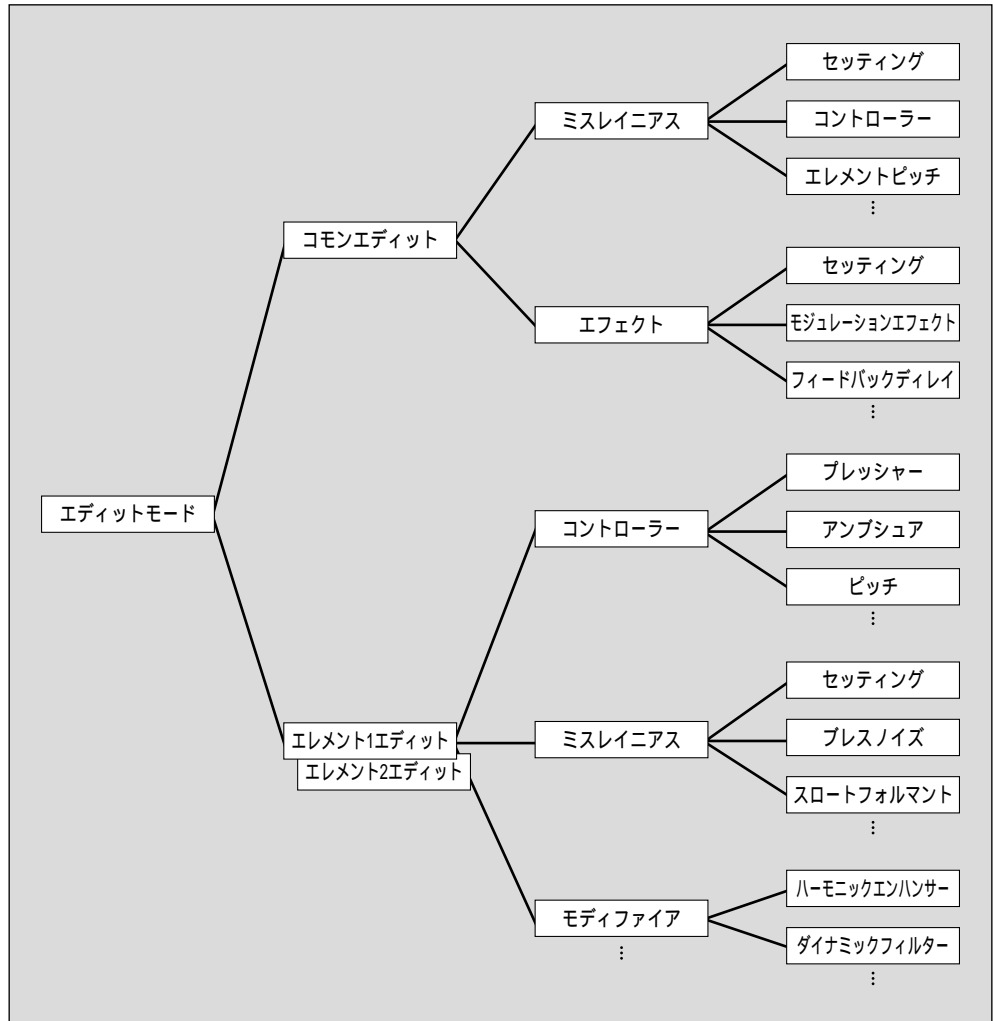 エディットモード
コモンエディット
ミスレイニアス
セッティング
コントローラー
エレメントピッチ
⋮
エフェクト
セッティング
モジュレーションエフェクト
フィードバックディレイ
⋮
エレメント1エディット
エレメント2エディット
コントローラー
プレッシャー
アンブシュア
ピッチ
⋮
ミスレイニアス
セッティング
ブレスノイズ
スロートフォルマント
⋮
モディファイア
⋮
ハーモニックエンハンサー
ダイナミックフィルター
⋮